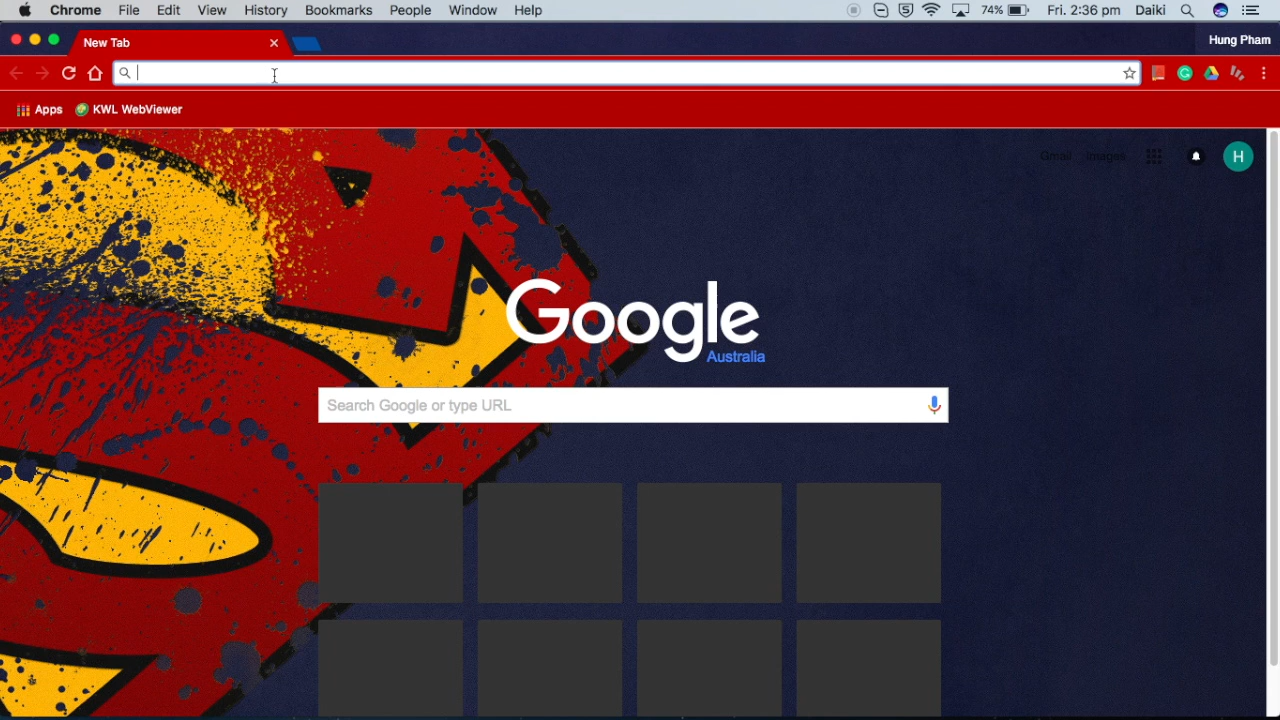 Chrome File Edit View History Bookmarks People Window Help 74% Fri. 2:36 pm Daiki
New Tab Hung Pham
Apps KWL WebViewer
Gmail Images H
Google
Australia
Search Google or type URL